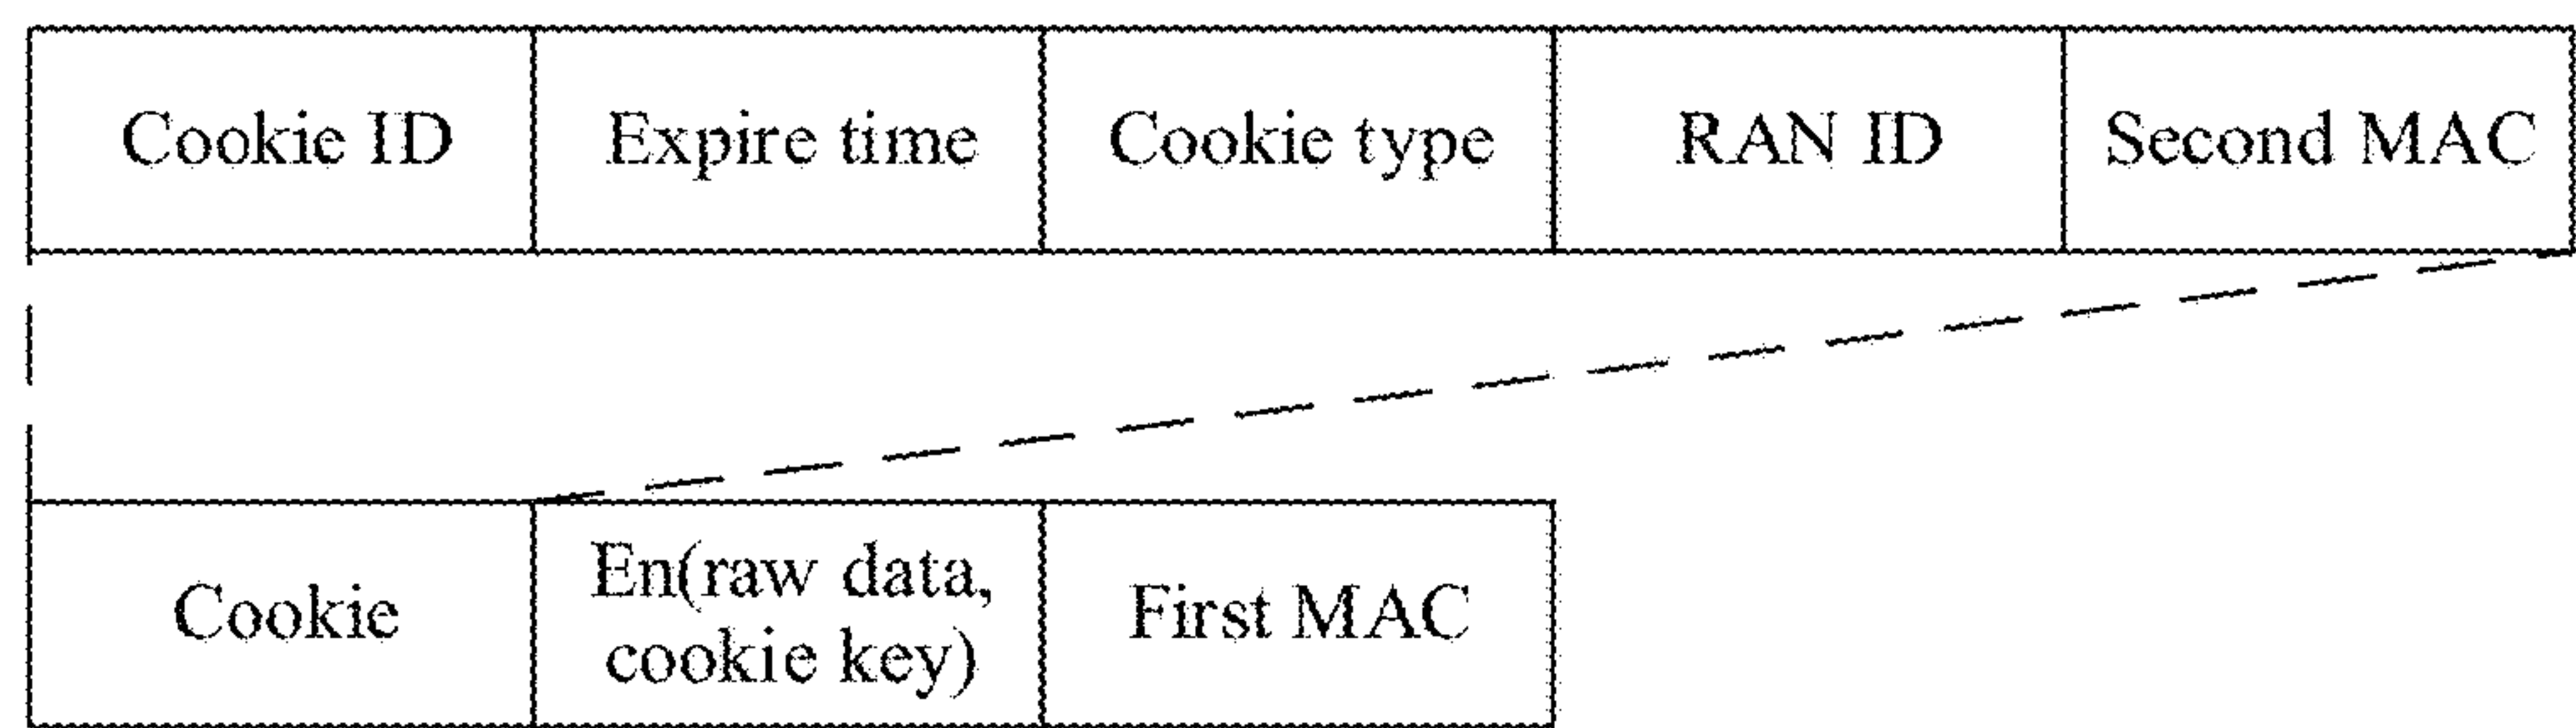 Cookie ID
Expire time
Cookie type
RAN ID
Second MAC
Cookie
En(raw data,
cookie key)
First MAC